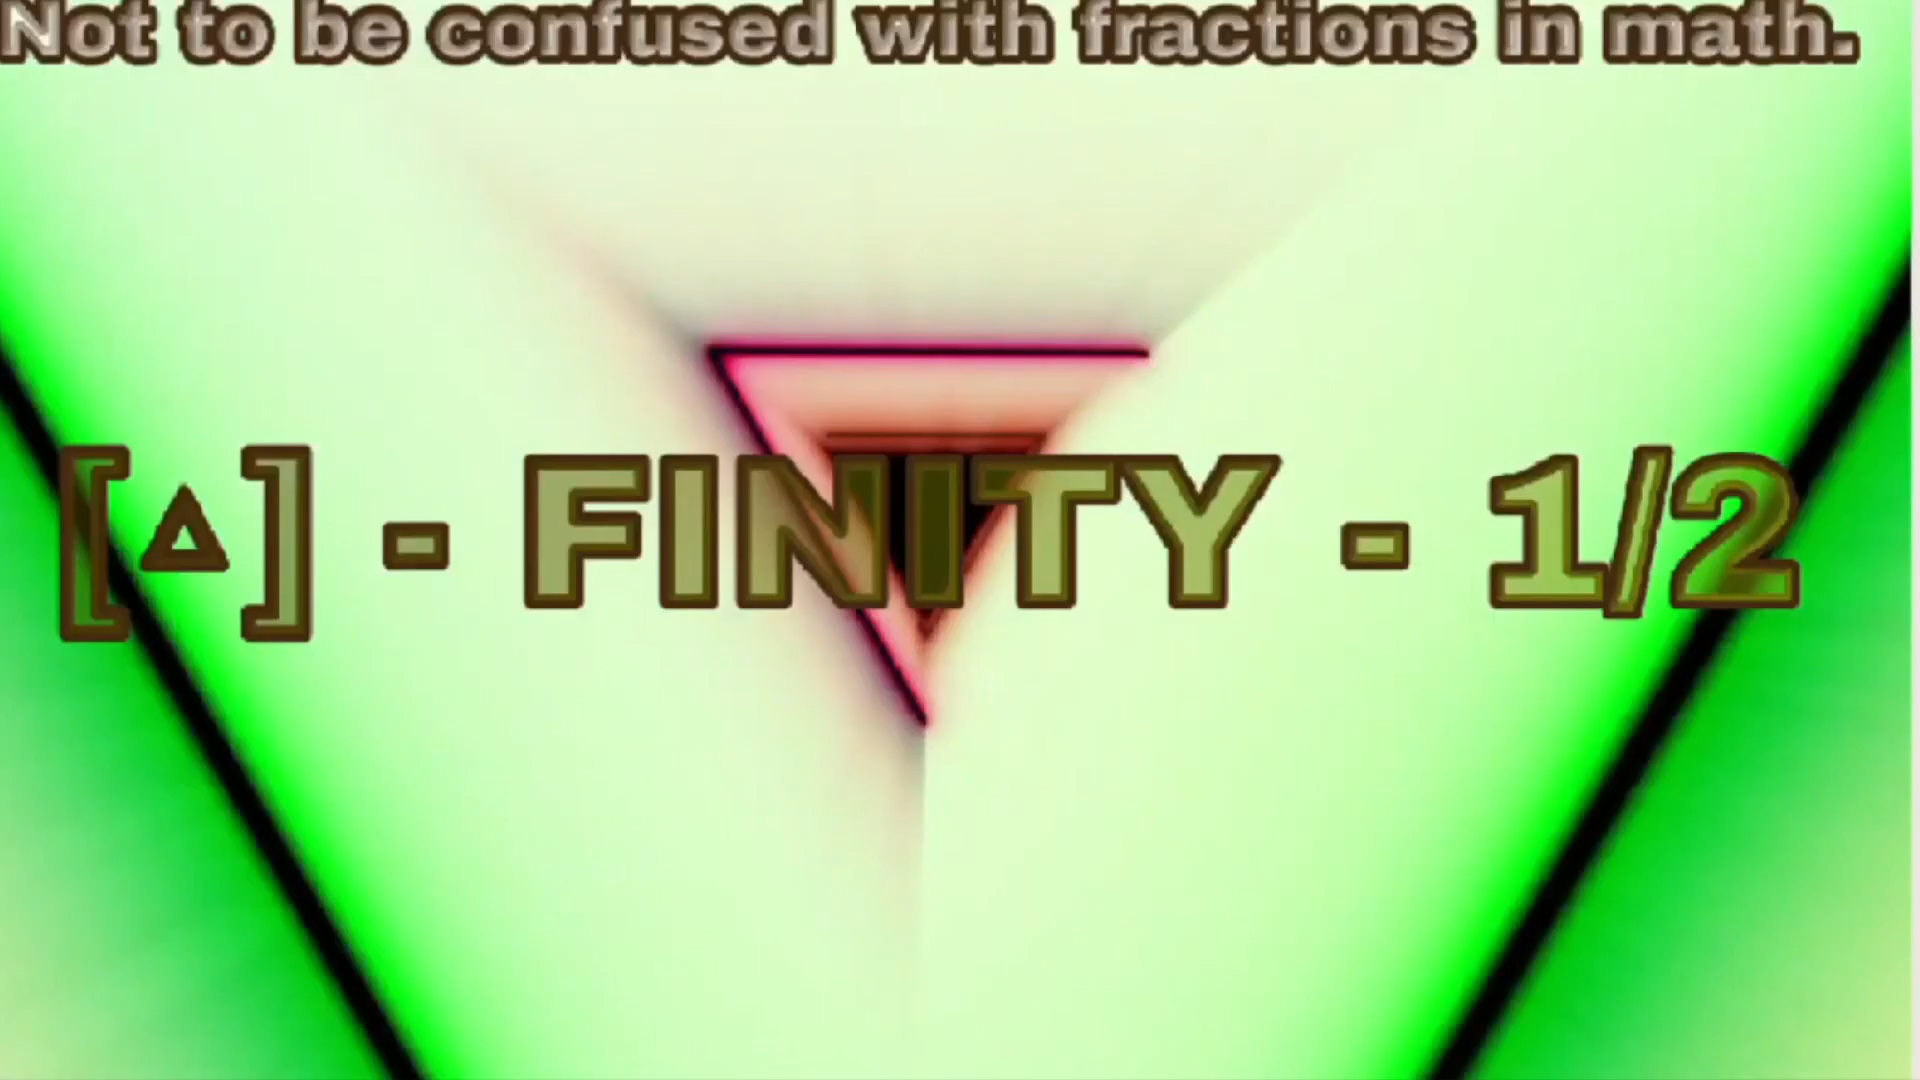 Not to be confused with fractions in math.
[▵] - FINITY - 1/2